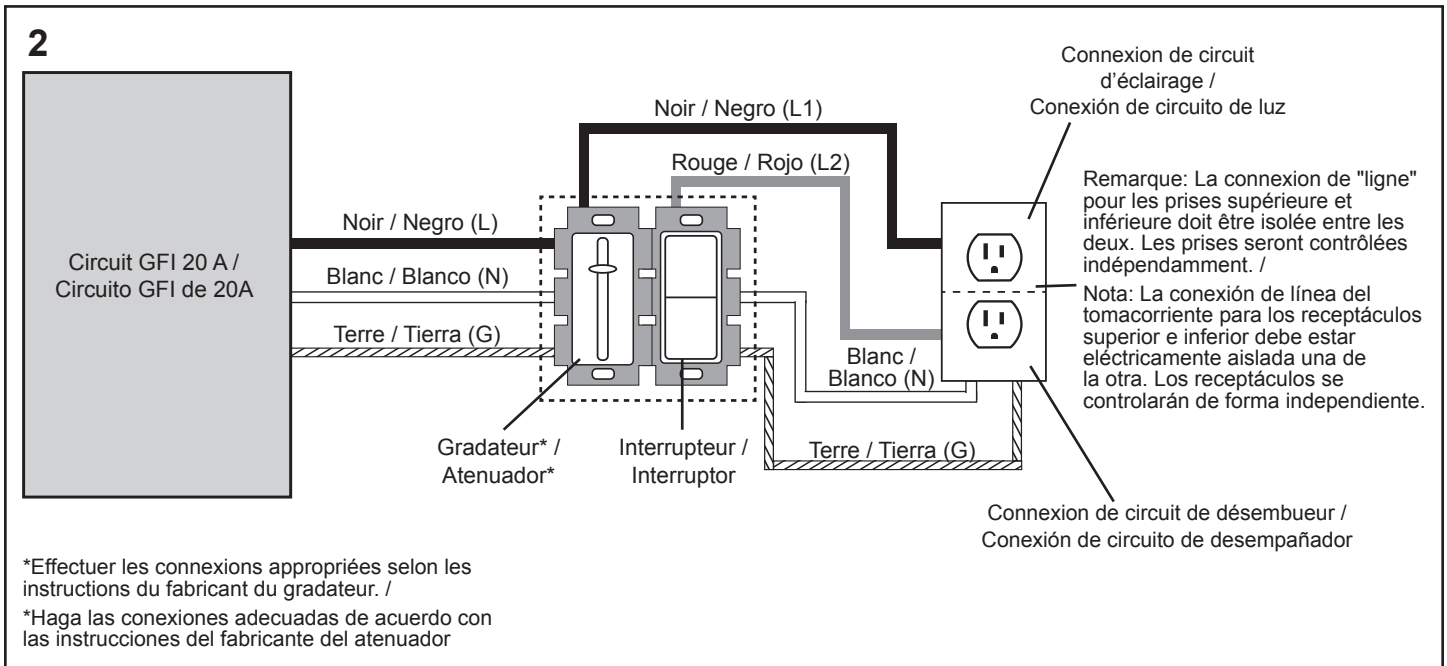 2
Connexion de circuit
d'éclairage /
Conexión de circuito de luz
Noir / Negro (L1)
Rouge / Rojo (L2)
Remarque: La connexion de "ligne"
pour les prises supérieure et
inférieure doit être isolée entre les
deux. Les prises seront contrôlées
indépendamment. /
Nota: La conexión de línea del
tomacorriente para los receptáculos
superior e inferior debe estar
eléctricamente aislada una de
la otra. Los receptáculos se
controlarán de forma independiente.
Noir / Negro (L)
Circuit GFI 20 A /
Circuito GFI de 20A
Blanc / Blanco (N)
Terre / Tierra (G)
Blanc /
Blanco (N)
Gradateur* /
Atenuador*
Interrupteur /
Interruptor
Terre / Tierra (G)
Connexion de circuit de désembueur /
Conexión de circuito de desempañador
*Effectuer les connexions appropriées selon les
instructions du fabricant du gradateur. /
*Haga las conexiones adecuadas de acuerdo con
las instrucciones del fabricante del atenuador